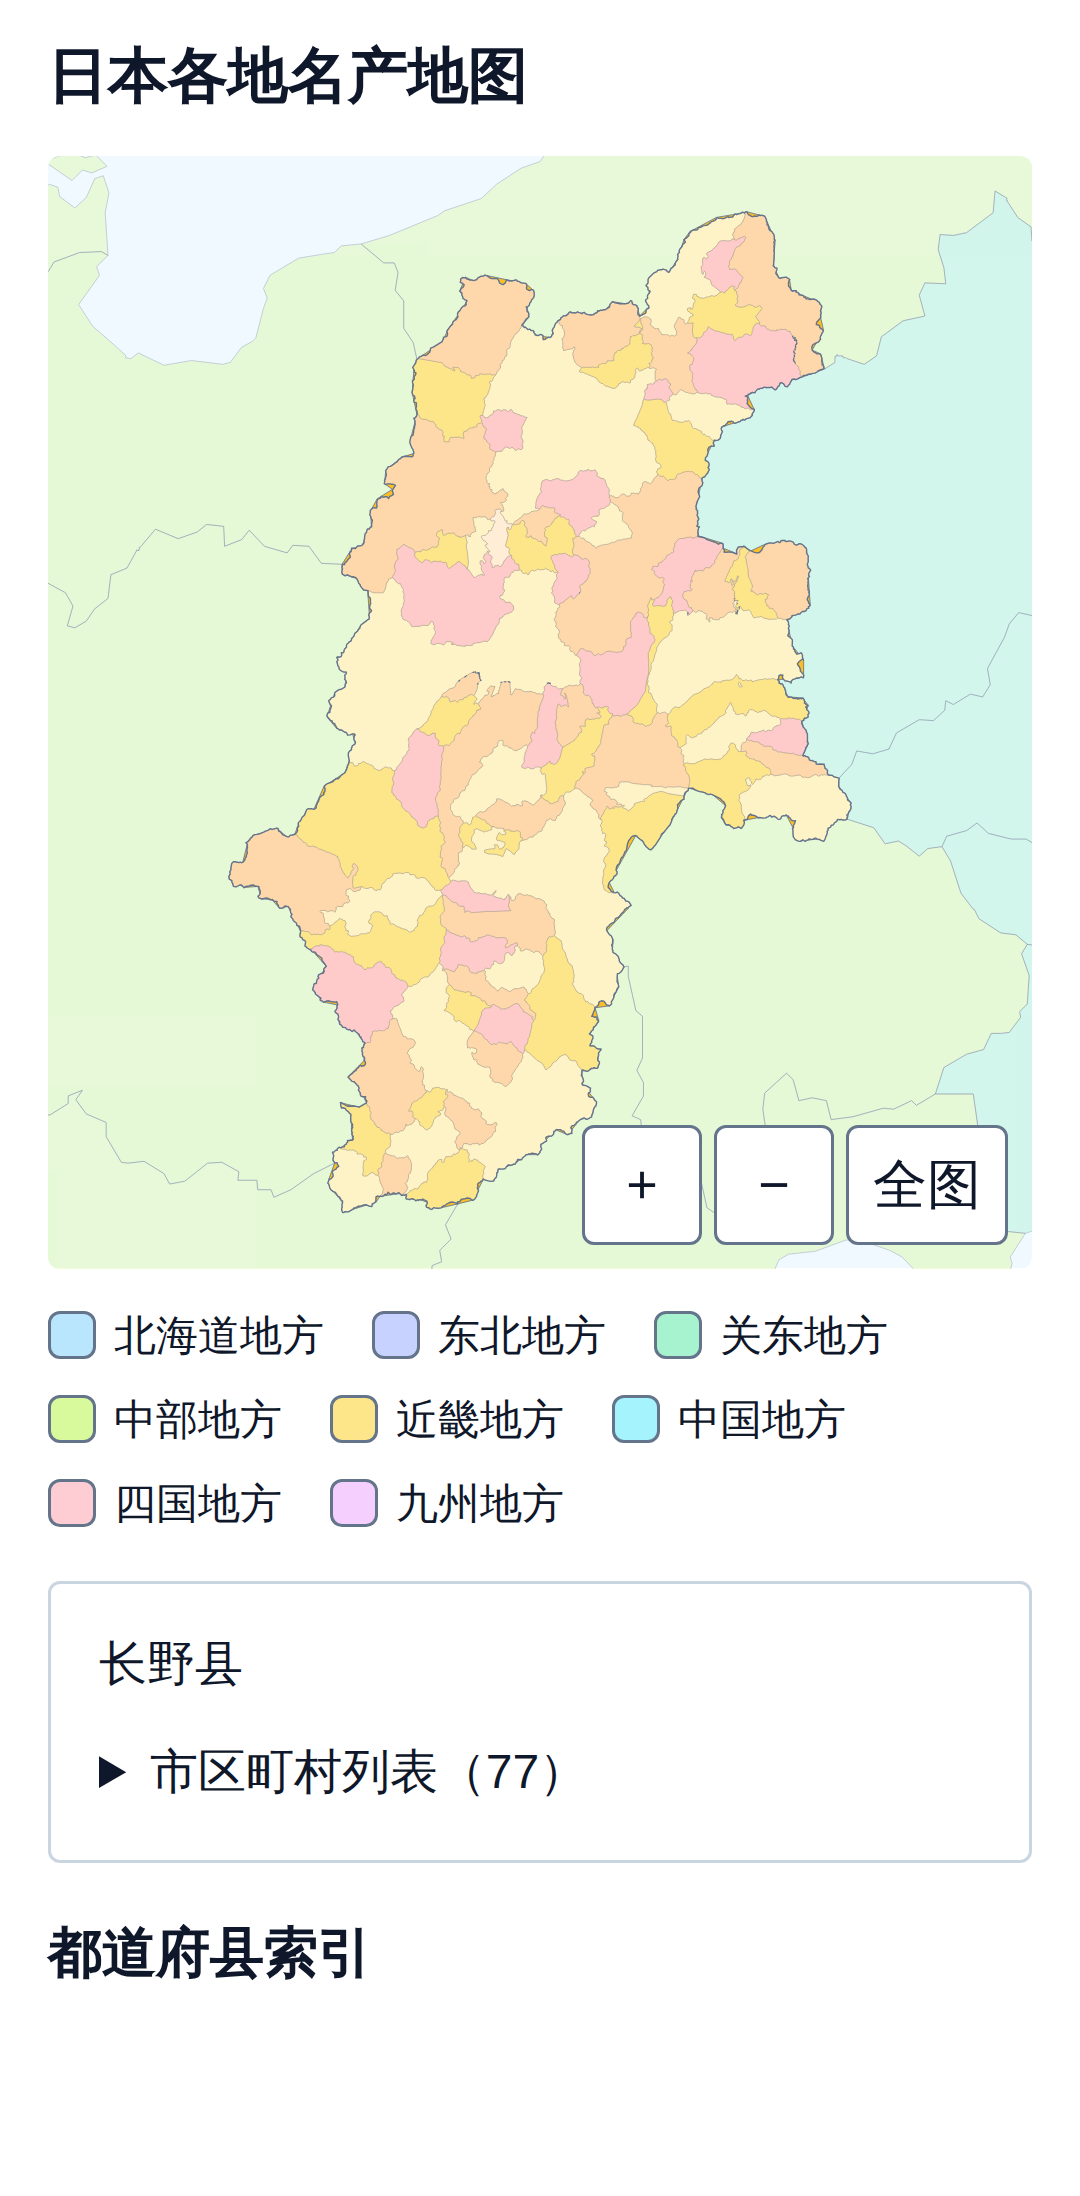 日本各地名产地图
+ − 全图
北海道地方 东北地方 关东地方
中部地方 近畿地方 中国地方
四国地方 九州地方
长野县
▶ 市区町村列表（77）
都道府县索引